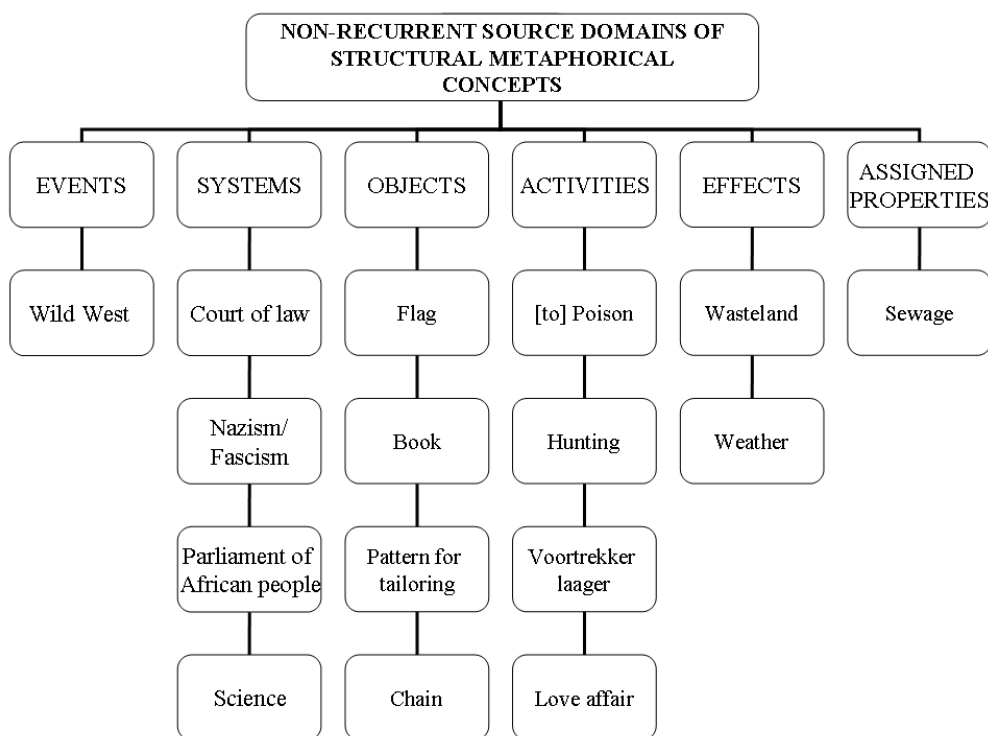 NON-RECURRENT SOURCE DOMAINS OF
STRUCTURAL METAPHORICAL
CONCEPTS
EVENTS
SYSTEMS
OBJECTS
ACTIVITIES
EFFECTS
ASSIGNED
PROPERTIES
Wild West
Court of law
Flag
[to] Poison
Wasteland
Sewage
Nazism/
Fascism
Book
Hunting
Weather
Parliament of
African people
Pattern for
tailoring
Voortrekker
laager
Science
Chain
Love affair